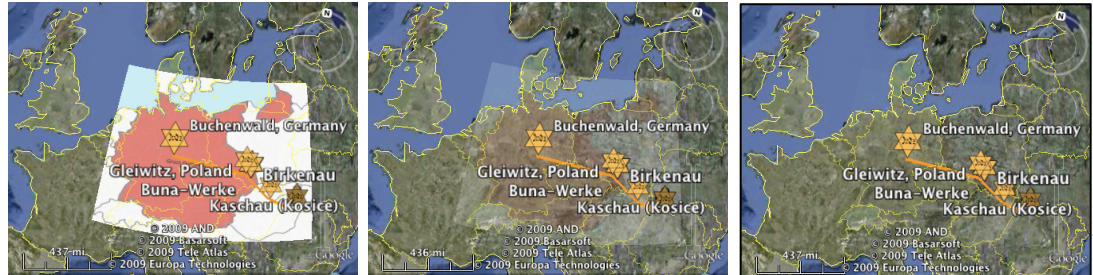 N
Buchenwald, Germany
Gleiwitz, Poland
Birkenau
Buna-Werke
Kaschau (Kosice)
© 2009 AND
© 2009 Basarsoft
437 mi
© 2009 Tele Atlas
© 2009 Europa Technologies
Google
N
Buchenwald, Germany
Gleiwitz, Poland
Birkenau
Buna-Werke
Kaschau (Kosice)
© 2009 AND
© 2009 Basarsoft
436 mi
© 2009 Tele Atlas
© 2009 Europa Technologies
Google
N
Buchenwald, Germany
Gleiwitz, Poland
Birkenau
Buna-Werke
Kaschau (Kosice)
© 2009 AND
© 2009 Basarsoft
437 mi
© 2009 Tele Atlas
© 2009 Europa Technologies
Google